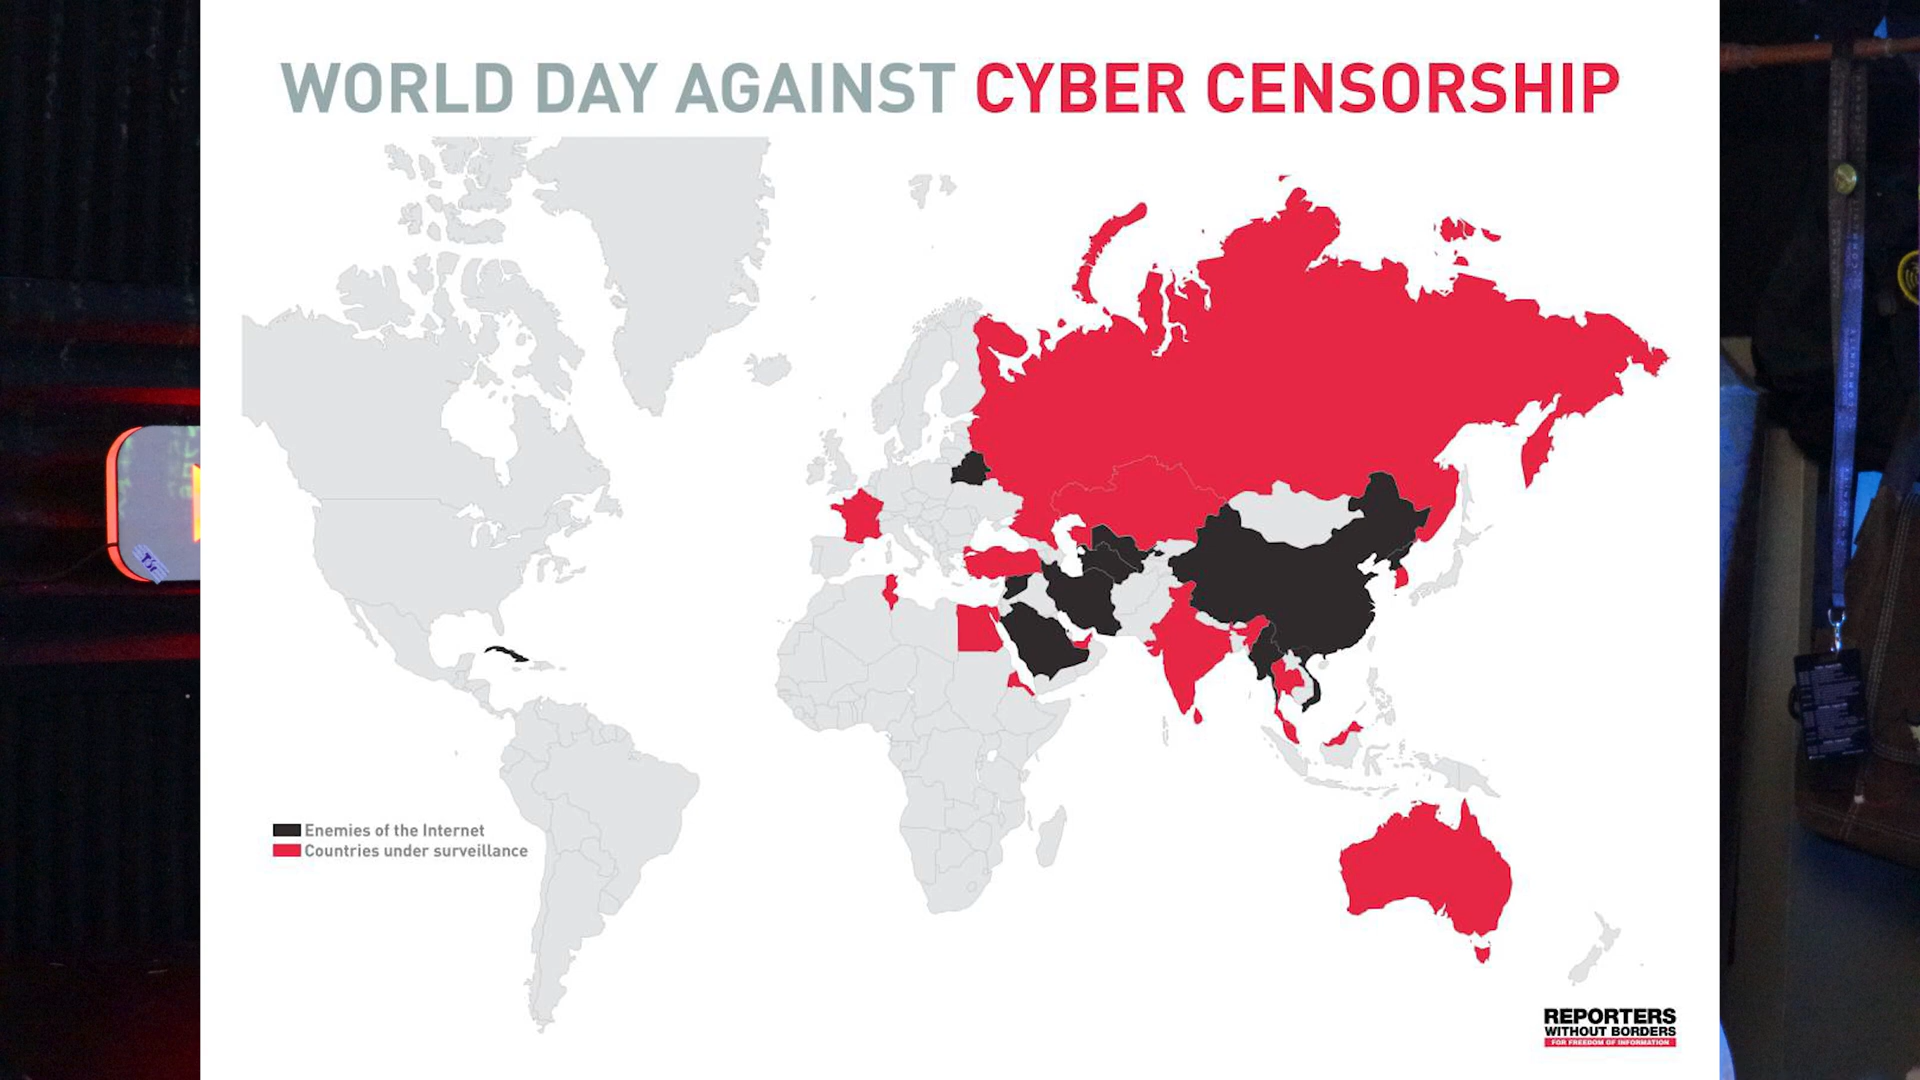 WORLD DAY AGAINST CYBER CENSORSHIP
Enemies of the Internet
Countries under surveillance
REPORTERS
WITHOUT BORDERS
FOR FREEDOM OF INFORMATION